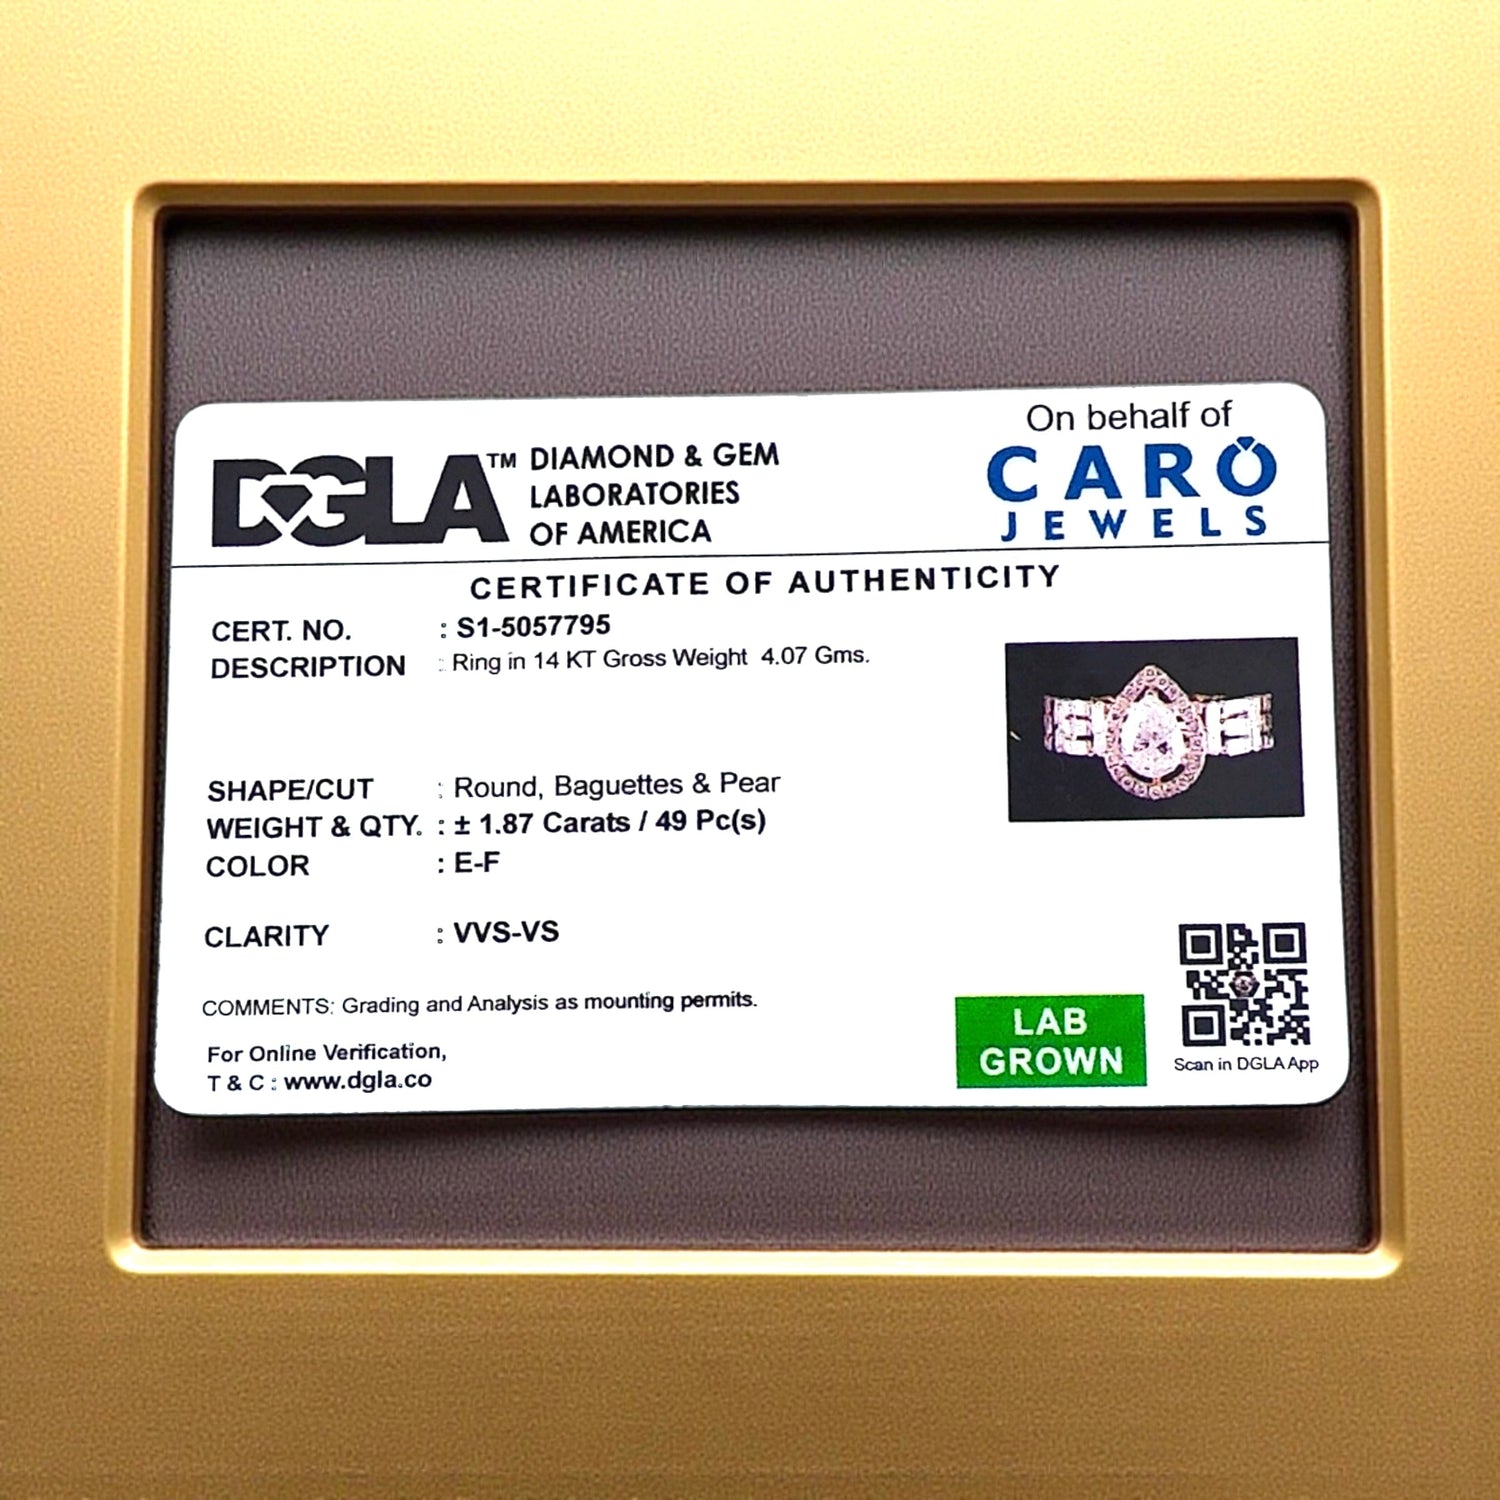 On behalf of
DGLA™ DIAMOND & GEM
LABORATORIES
OF AMERICA
CARO
JEWELS
CERTIFICATE OF AUTHENTICITY
CERT. NO. : S1-5057795
DESCRIPTION : Ring in 14 KT Gross Weight 4.07 Gms.
SHAPE/CUT : Round, Baguettes & Pear
WEIGHT & QTY. : ± 1.87 Carats / 49 Pc(s)
COLOR : E-F
CLARITY : VVS-VS
COMMENTS: Grading and Analysis as mounting permits.
For Online Verification,
T & C : www.dgla.co
LAB
GROWN
Scan in DGLA App